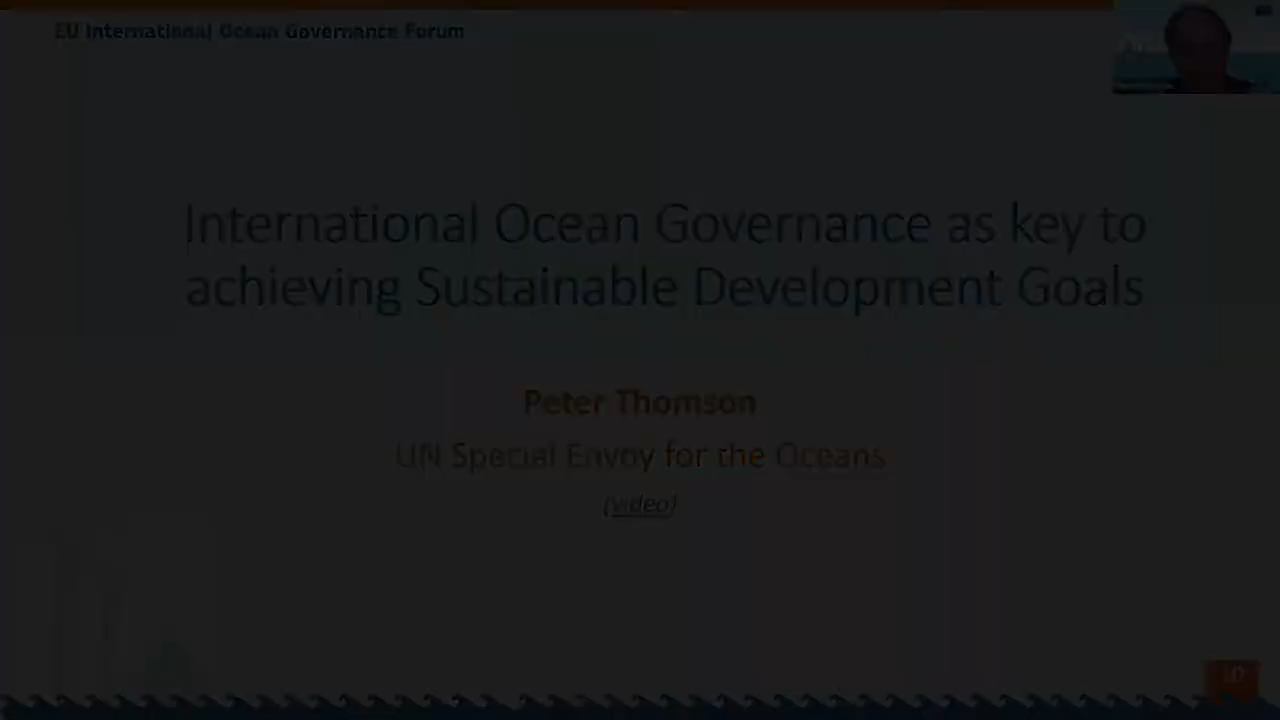 EU International Ocean Governance Forum
International Ocean Governance as key to
achieving Sustainable Development Goals
Peter Thomson
UN Special Envoy for the Oceans
(video)